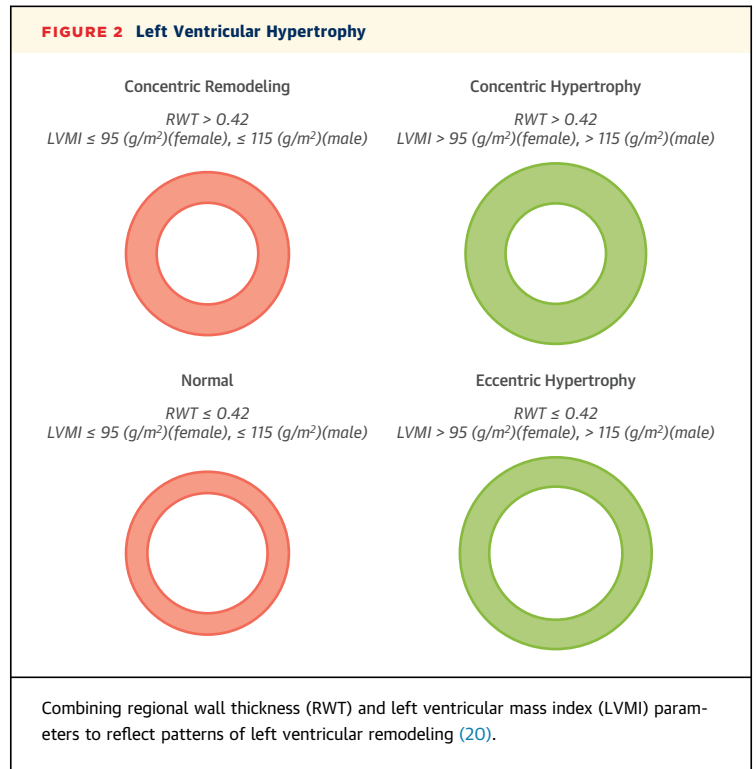 FIGURE 2 Left Ventricular Hypertrophy
Concentric Remodeling
RWT > 0.42
LVMI ≤ 95 (g/m²)(female), ≤ 115 (g/m²)(male)
Concentric Hypertrophy
RWT > 0.42
LVMI > 95 (g/m²)(female), > 115 (g/m²)(male)
Normal
RWT ≤ 0.42
LVMI ≤ 95 (g/m²)(female), ≤ 115 (g/m²)(male)
Eccentric Hypertrophy
RWT ≤ 0.42
LVMI > 95 (g/m²)(female), > 115 (g/m²)(male)
Combining regional wall thickness (RWT) and left ventricular mass index (LVMI) param-
eters to reflect patterns of left ventricular remodeling (20).